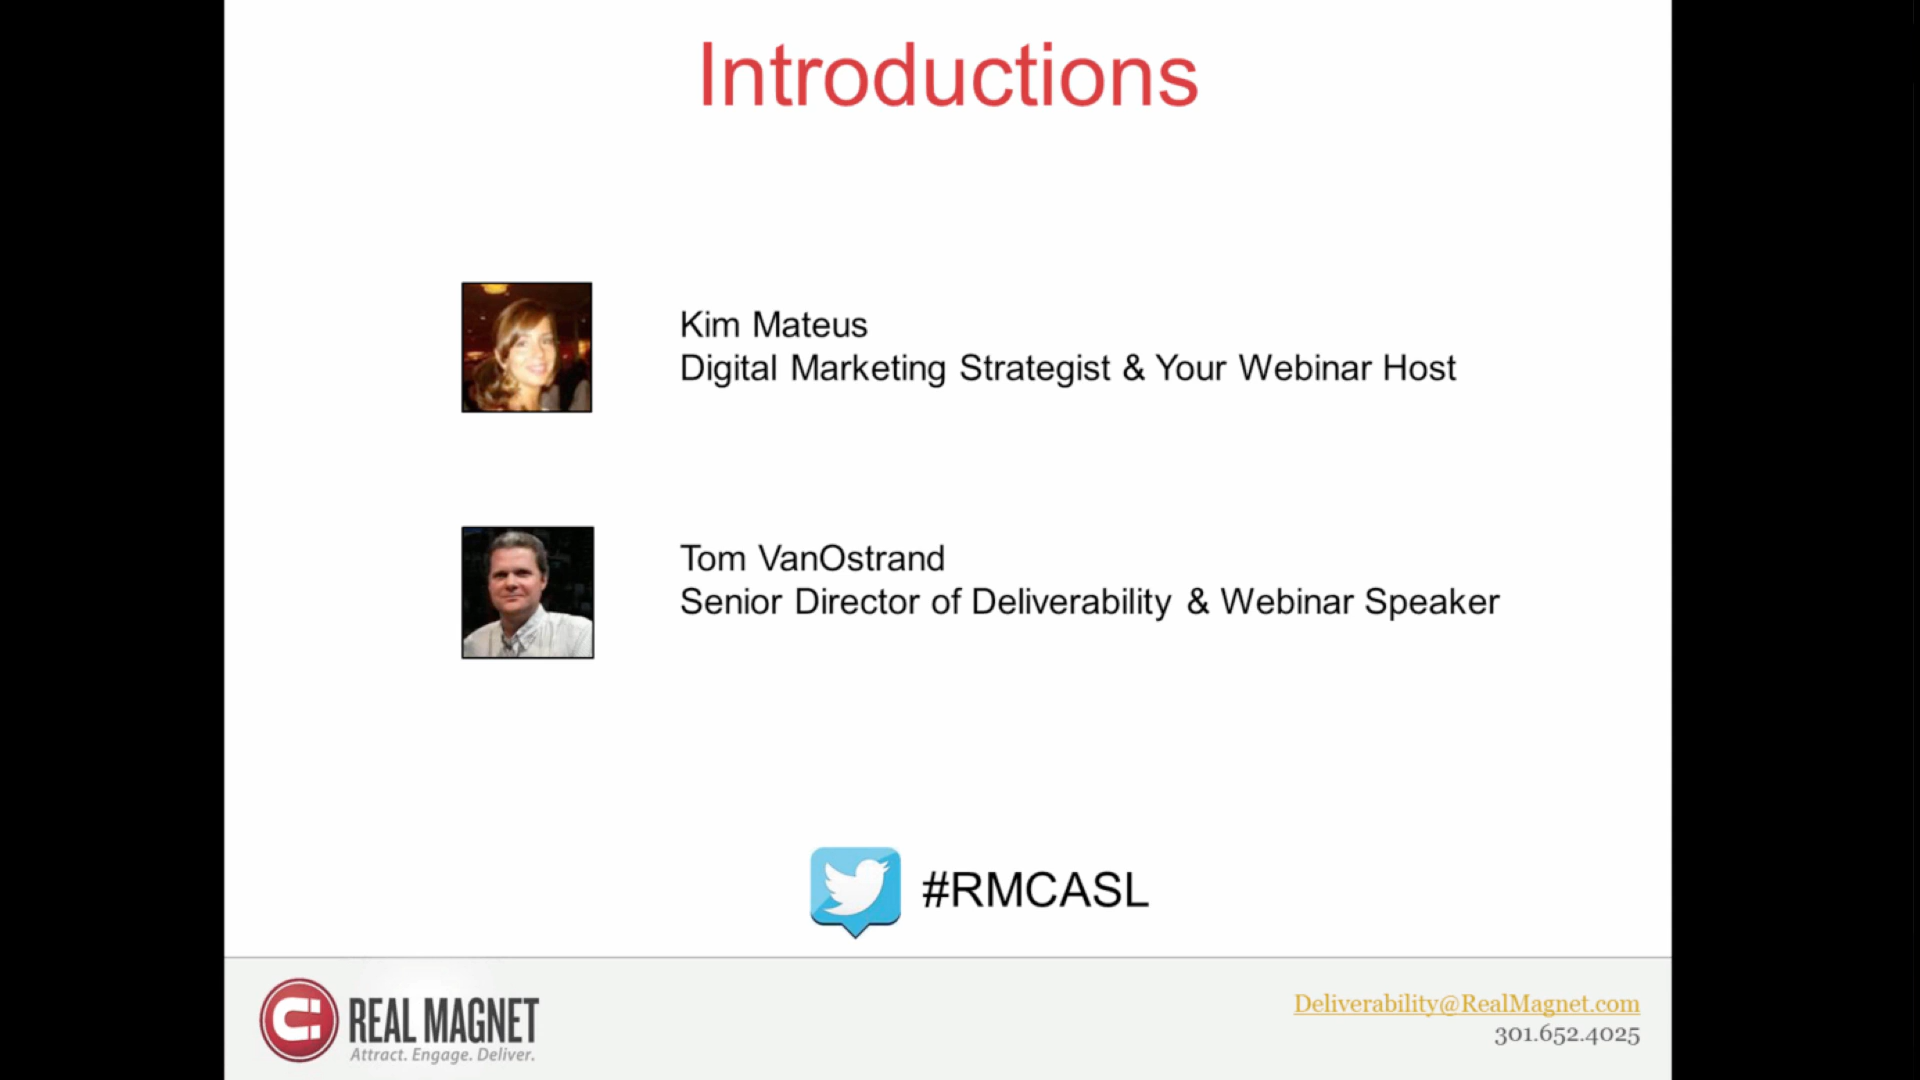 Introductions
Kim Mateus
Digital Marketing Strategist & Your Webinar Host
Tom VanOstrand
Senior Director of Deliverability & Webinar Speaker
#RMCASL
REAL MAGNET
Attract. Engage. Deliver.
Deliverability@RealMagnet.com
301.652.4025